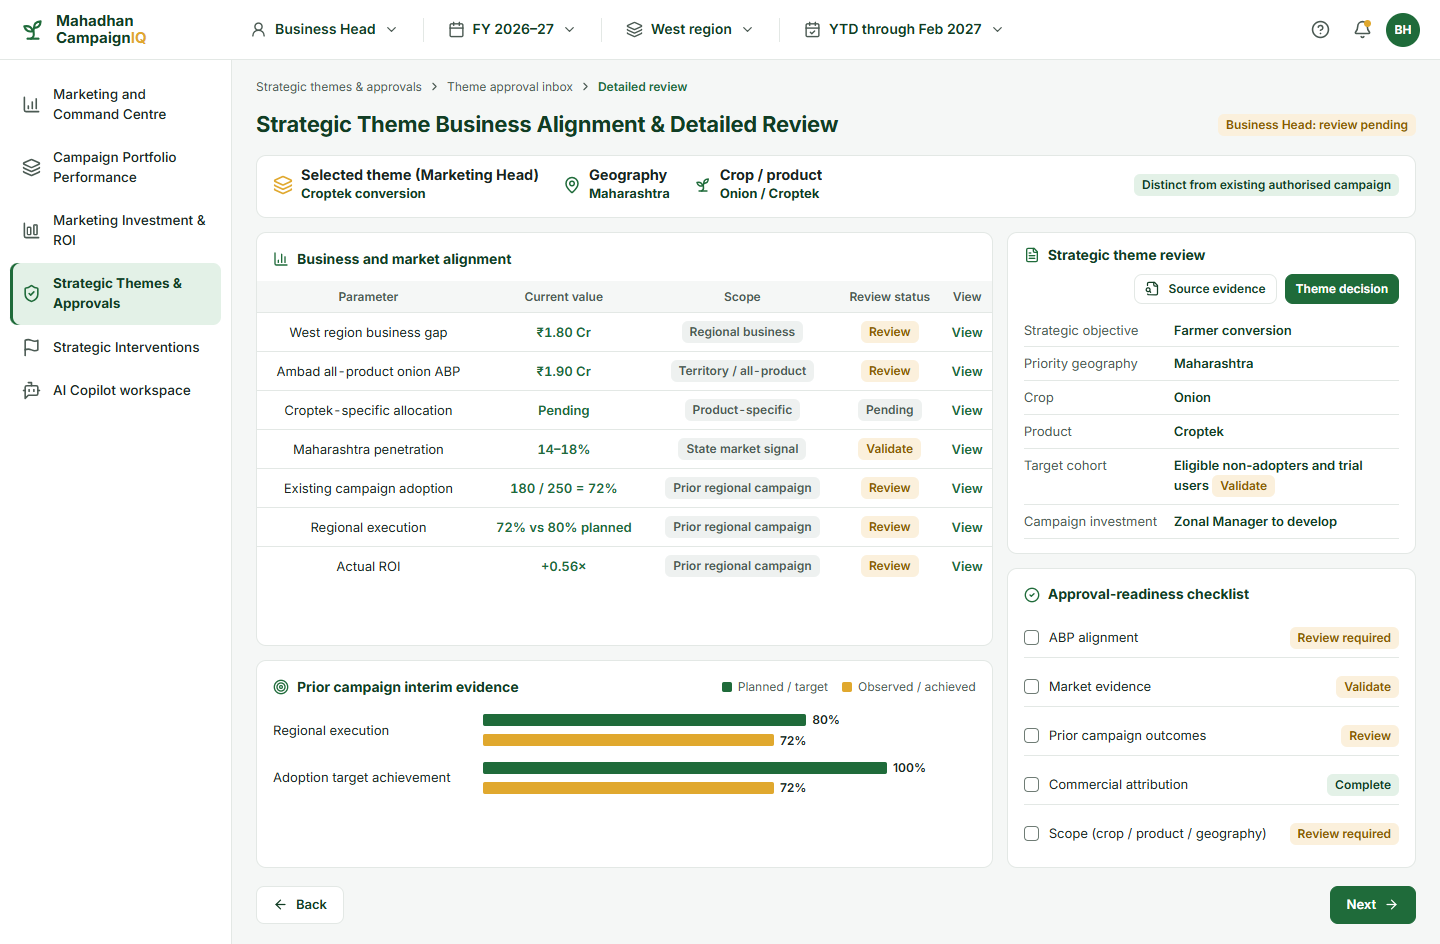 Mahadhan
CampaignIQ
Business Head
FY 2026–27
West region
YTD through Feb 2027
BH
Marketing and
Command Centre
Campaign Portfolio
Performance
Marketing Investment &
ROI
Strategic Themes &
Approvals
Strategic Interventions
AI Copilot workspace
Strategic themes & approvals > Theme approval inbox > Detailed review
Strategic Theme Business Alignment & Detailed Review
Business Head: review pending
Selected theme (Marketing Head)
Croptek conversion
Geography
Maharashtra
Crop / product
Onion / Croptek
Distinct from existing authorised campaign
Business and market alignment
Parameter Current value Scope Review status View
West region business gap ₹1.80 Cr Regional business Review View
Ambad all-product onion ABP ₹1.90 Cr Territory / all-product Review View
Croptek-specific allocation Pending Product-specific Pending View
Maharashtra penetration 14–18% State market signal Validate View
Existing campaign adoption 180 / 250 = 72% Prior regional campaign Review View
Regional execution 72% vs 80% planned Prior regional campaign Review View
Actual ROI +0.56× Prior regional campaign Review View
Prior campaign interim evidence
Planned / target Observed / achieved
Regional execution
80%
72%
Adoption target achievement
100%
72%
Strategic theme review
Source evidence
Theme decision
Strategic objective Farmer conversion
Priority geography Maharashtra
Crop Onion
Product Croptek
Target cohort Eligible non-adopters and trial
users Validate
Campaign investment Zonal Manager to develop
Approval-readiness checklist
ABP alignment Review required
Market evidence Validate
Prior campaign outcomes Review
Commercial attribution Complete
Scope (crop / product / geography) Review required
Back
Next